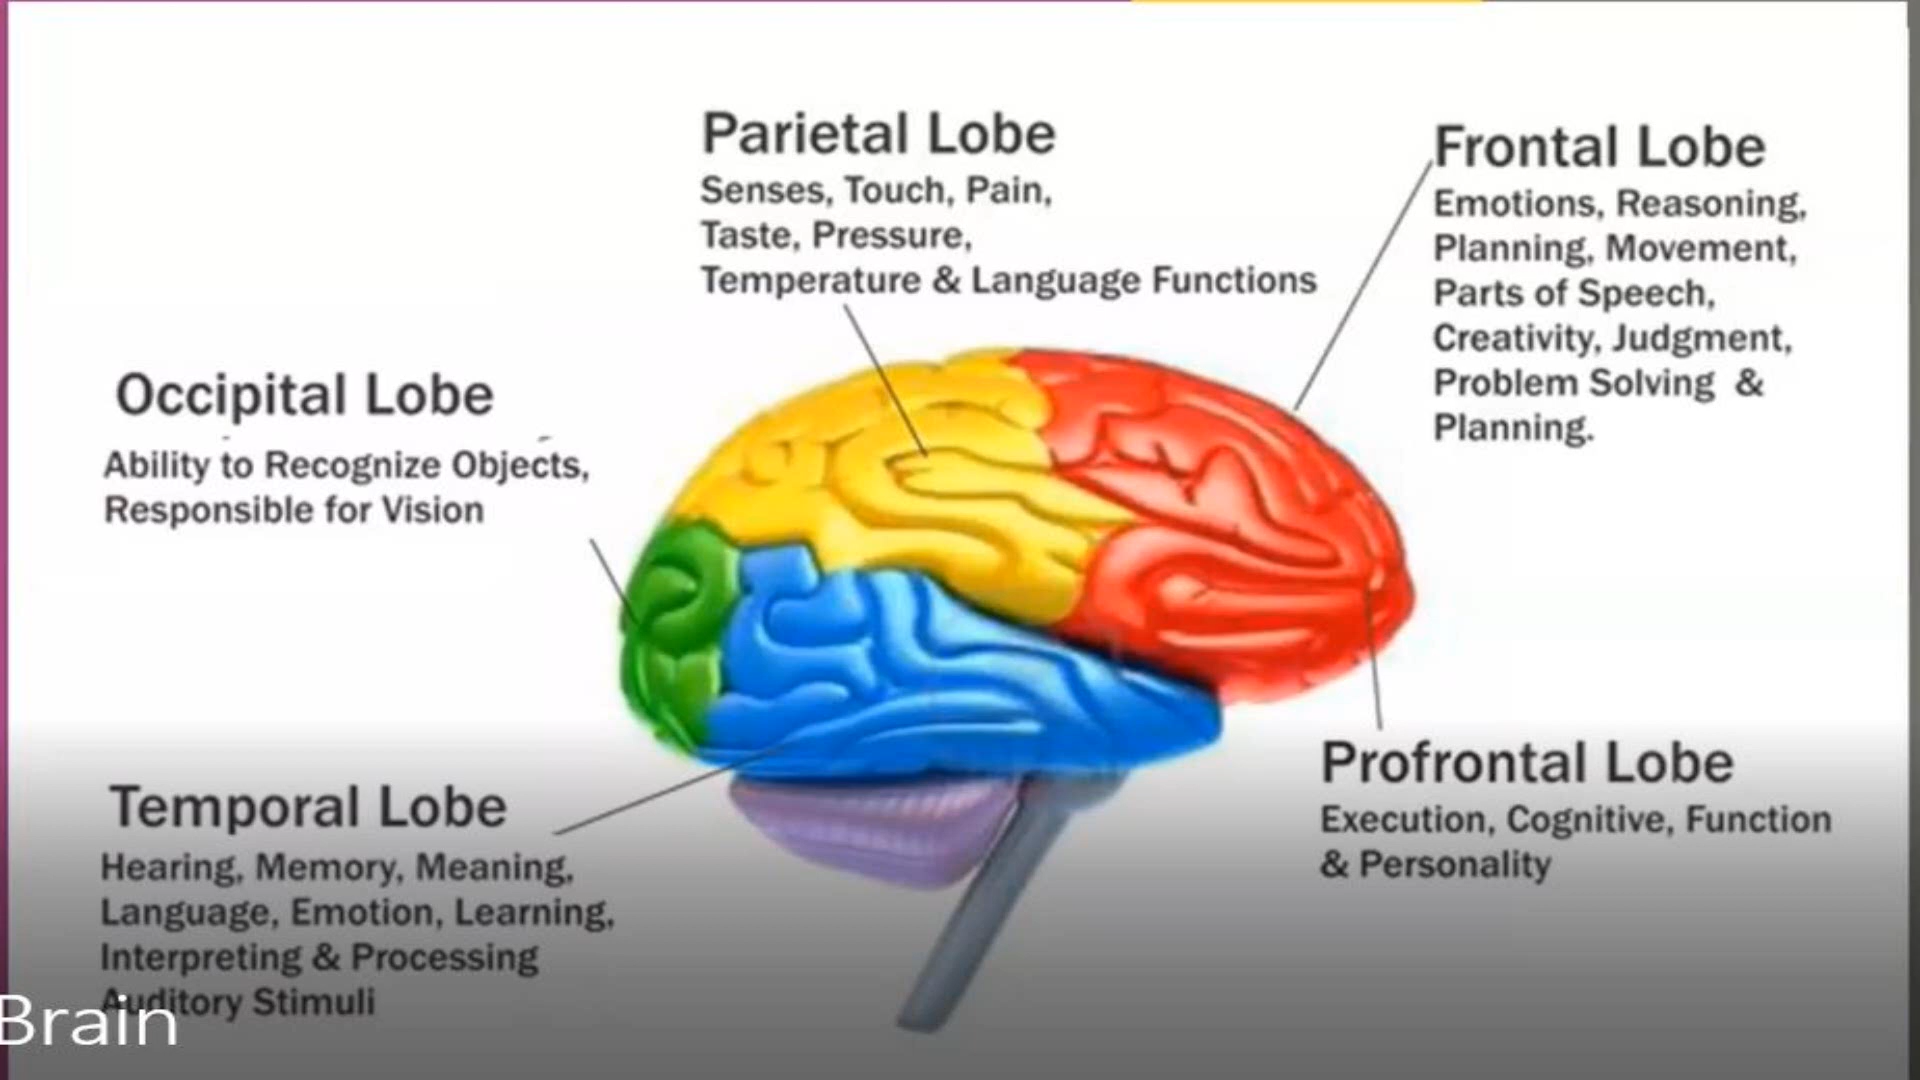 Parietal Lobe
Senses, Touch, Pain,
Taste, Pressure,
Temperature & Language Functions
Frontal Lobe
Emotions, Reasoning,
Planning, Movement,
Parts of Speech,
Creativity, Judgment,
Problem Solving & 
Planning.
Occipital Lobe
Ability to Recognize Objects,
Responsible for Vision
Temporal Lobe
Hearing, Memory, Meaning,
Language, Emotion, Learning,
Interpreting & Processing
Auditory Stimuli
Profrontal Lobe
Execution, Cognitive, Function
& Personality
Brain